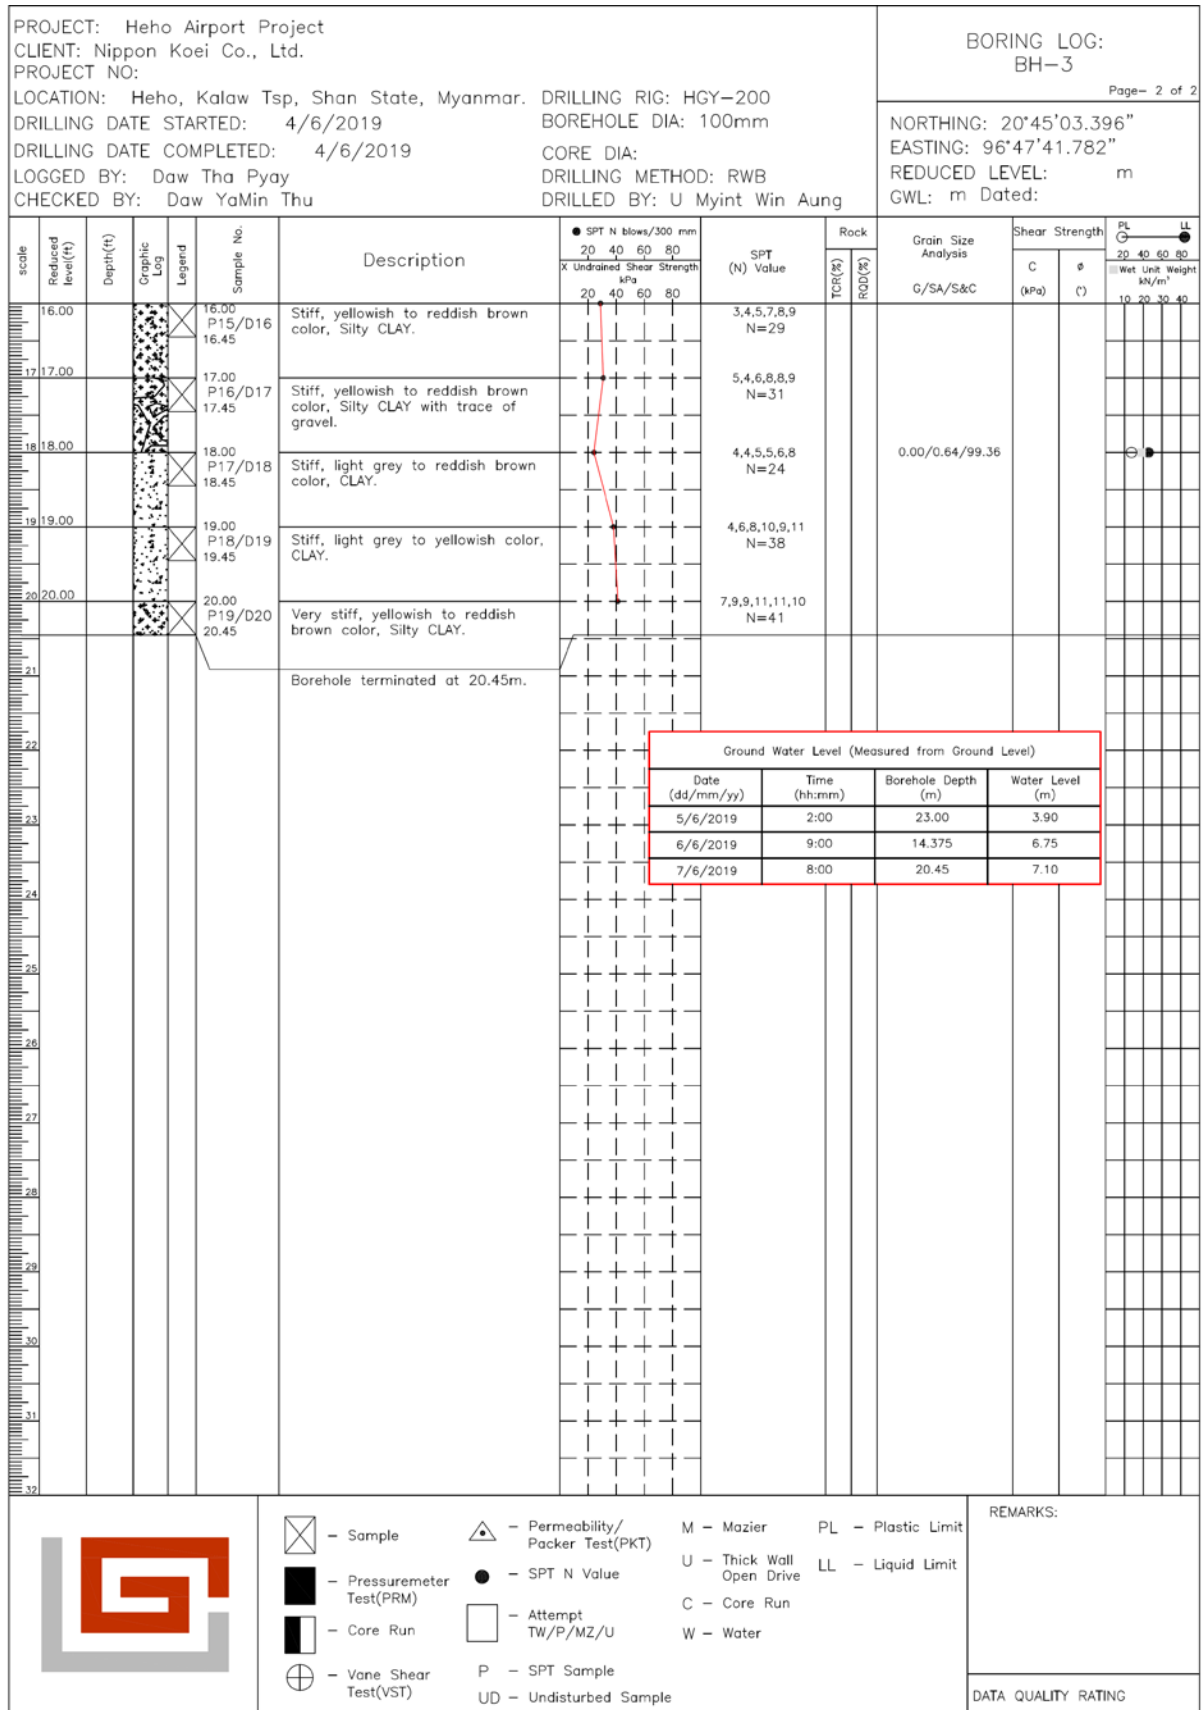 PROJECT: Heho Airport Project
CLIENT: Nippon Koei Co., Ltd.
PROJECT NO:
LOCATION: Heho, Kalaw Tsp, Shan State, Myanmar. DRILLING RIG: HGY-200
DRILLING DATE STARTED: 4/6/2019 BOREHOLE DIA: 100mm
DRILLING DATE COMPLETED: 4/6/2019 CORE DIA:
LOGGED BY: Daw Tha Pyay DRILLING METHOD: RWB
CHECKED BY: Daw YaMin Thu DRILLED BY: U Myint Win Aung
BORING LOG:
BH-3
Page- 2 of 2
NORTHING: 20°45'03.396"
EASTING: 96°47'41.782"
REDUCED LEVEL: m
GWL: m Dated:
scale
Reduced level(ft)
Depth(ft)
Graphic Log
Legend
Sample No.
Description
SPT N blows/300 mm
20 40 60 80
X Undrained Shear Strength
kPa
20 40 60 80
SPT
(N) Value
Rock
TCR(%)
RQD(%)
Grain Size
Analysis
G/SA/S&C
Shear Strength
C
(kPa)
ø
(°)
PL LL
20 40 60 80
Wet Unit Weight
kN/m³
10 20 30 40
16.00
16.00
P15/D16
16.45
Stiff, yellowish to reddish brown
color, Silty CLAY.
3,4,5,7,8,9
N=29
17 17.00
17.00
P16/D17
17.45
Stiff, yellowish to reddish brown
color, Silty CLAY with trace of
gravel.
5,4,6,8,8,9
N=31
18 18.00
18.00
P17/D18
18.45
Stiff, light grey to reddish brown
color, CLAY.
4,4,5,5,6,8
N=24
0.00/0.64/99.36
19 19.00
19.00
P18/D19
19.45
Stiff, light grey to yellowish color,
CLAY.
4,6,8,10,9,11
N=38
20 20.00
20.00
P19/D20
20.45
Very stiff, yellowish to reddish
brown color, Silty CLAY.
7,9,9,11,11,10
N=41
21
Borehole terminated at 20.45m.
22
Ground Water Level (Measured from Ground Level)
Date
(dd/mm/yy)
Time
(hh:mm)
Borehole Depth
(m)
Water Level
(m)
5/6/2019 2:00 23.00 3.90
6/6/2019 9:00 14.375 6.75
7/6/2019 8:00 20.45 7.10
23
24
25
26
27
28
29
30
31
32
- Sample
- Pressuremeter
Test(PRM)
- Core Run
- Vane Shear
Test(VST)
- Permeability/
Packer Test(PKT)
- SPT N Value
- Attempt
TW/P/MZ/U
P - SPT Sample
UD - Undisturbed Sample
M - Mazier
U - Thick Wall
Open Drive
C - Core Run
W - Water
PL - Plastic Limit
LL - Liquid Limit
REMARKS:
DATA QUALITY RATING